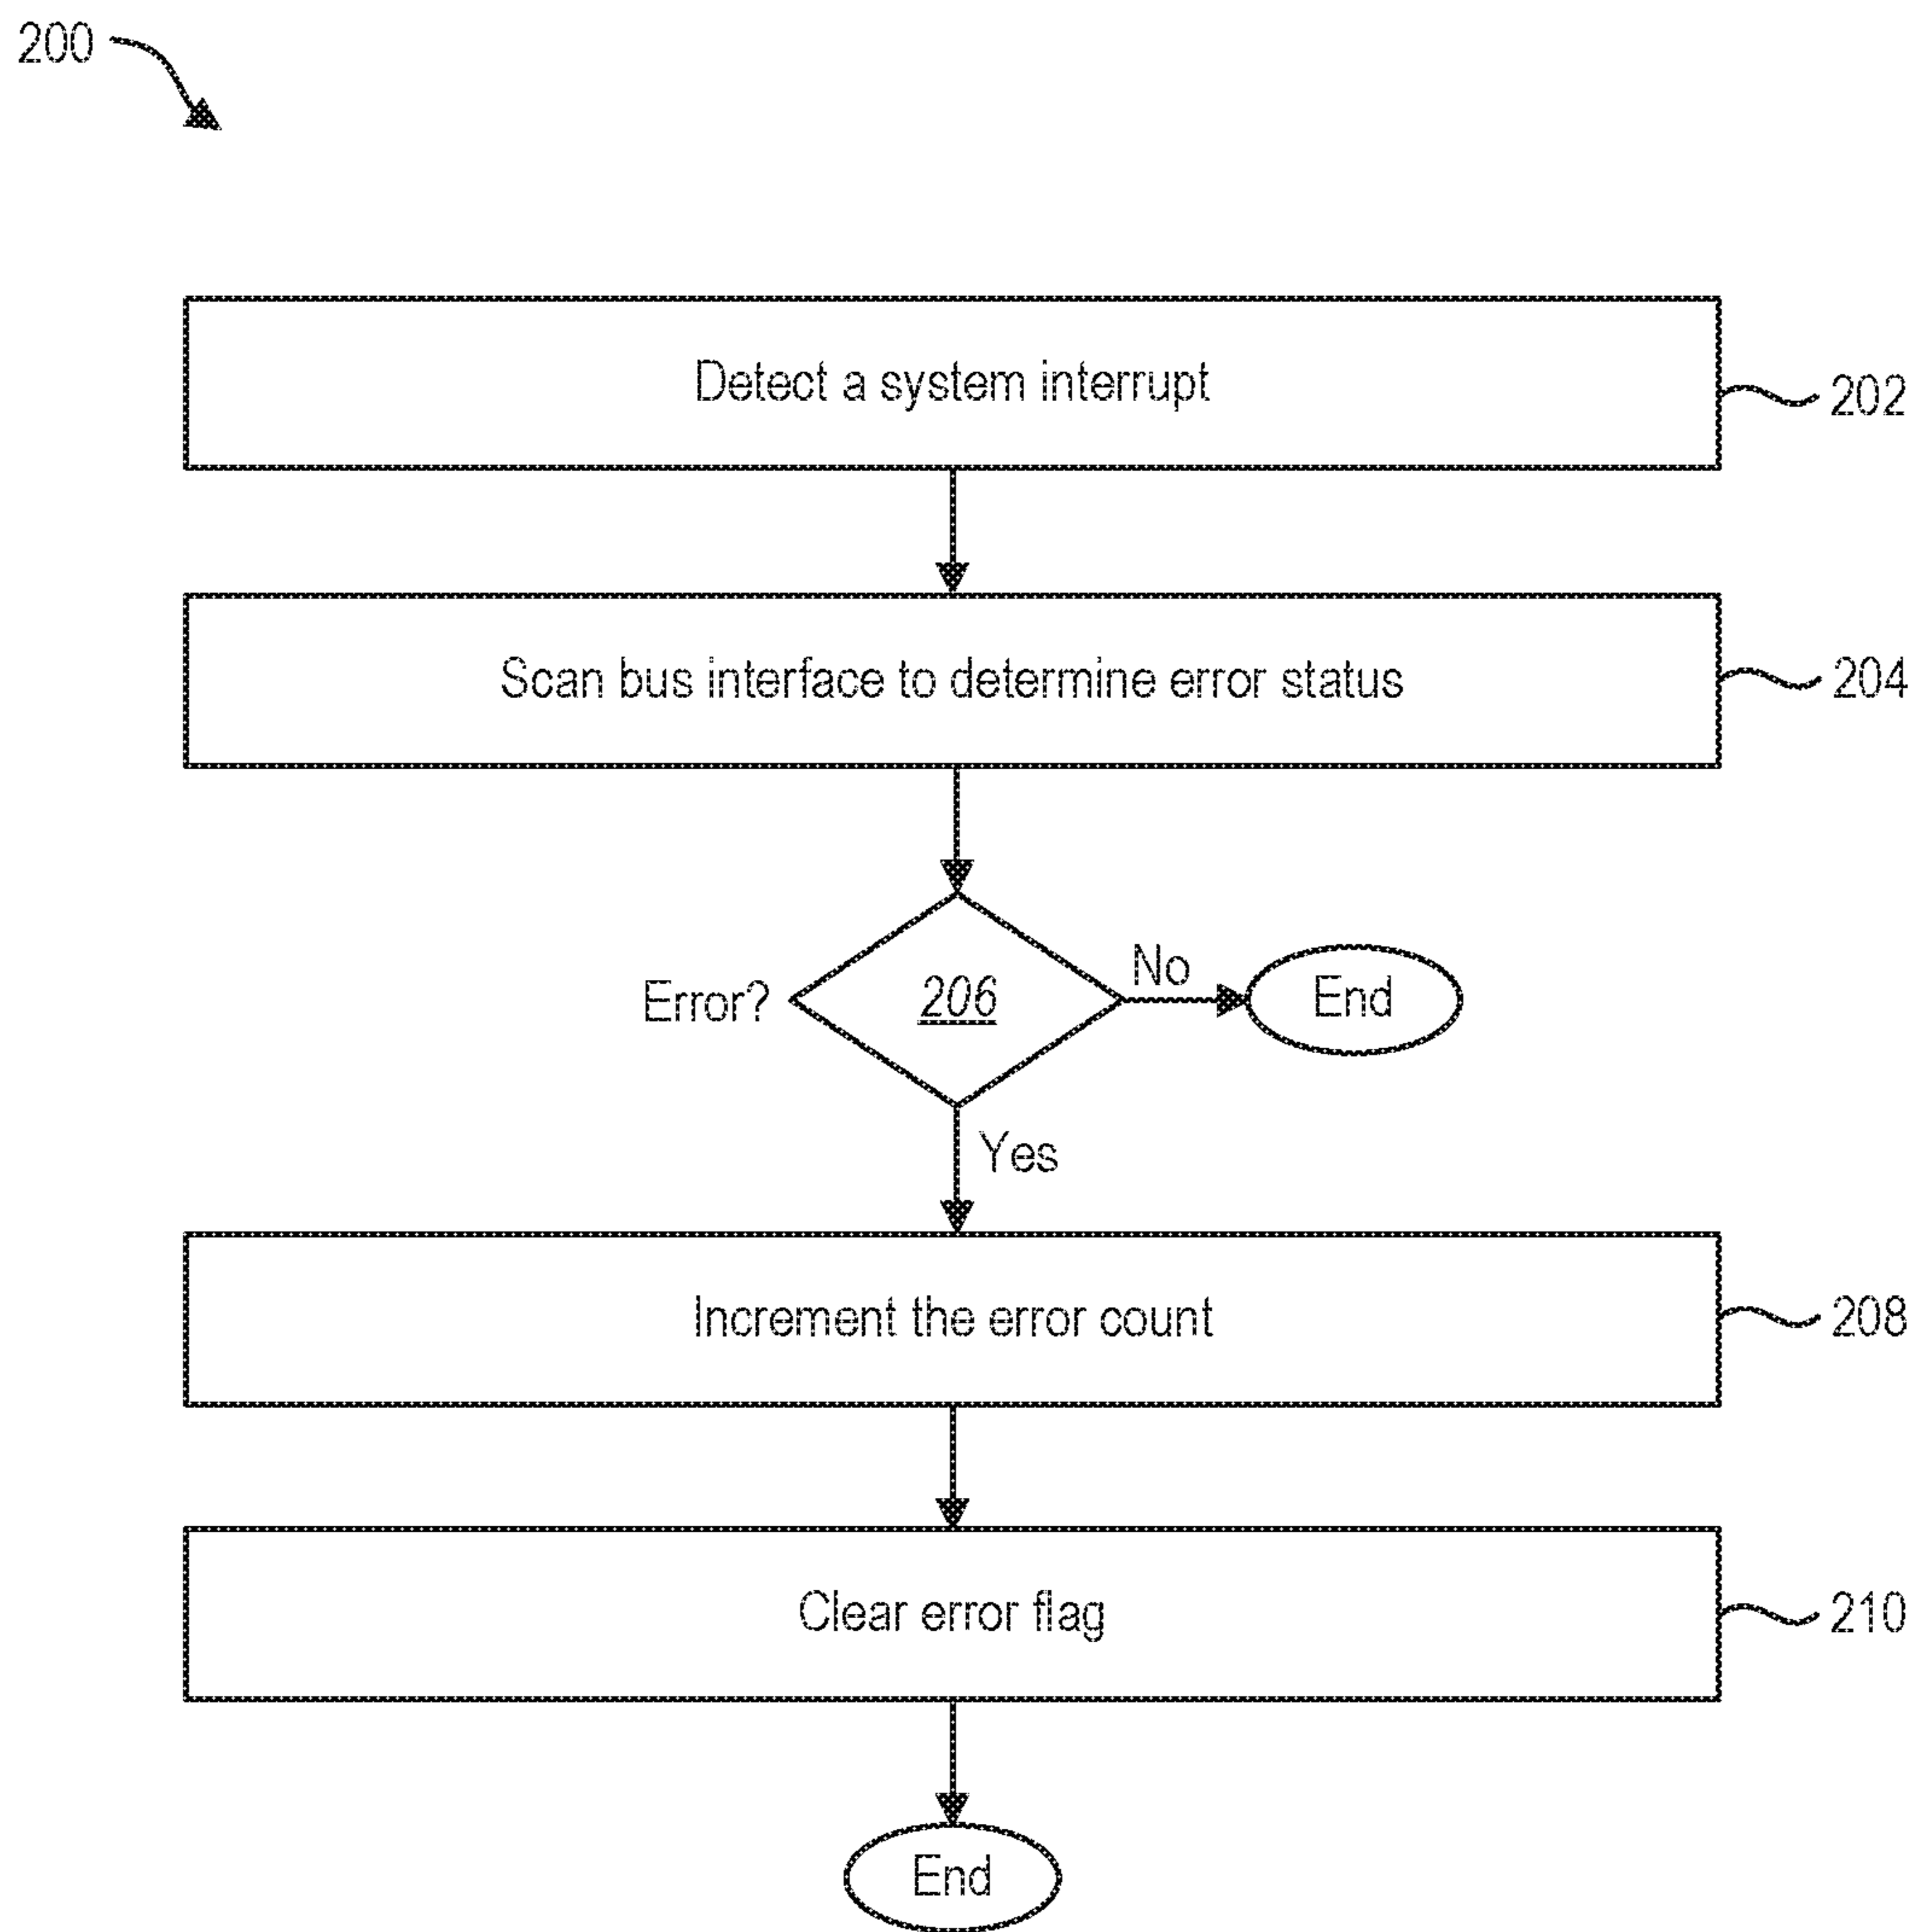 200
Detect a system interrupt
202
Scan bus interface to determine error status
204
Error?
206
No
End
Yes
Increment the error count
208
Clear error flag
210
End